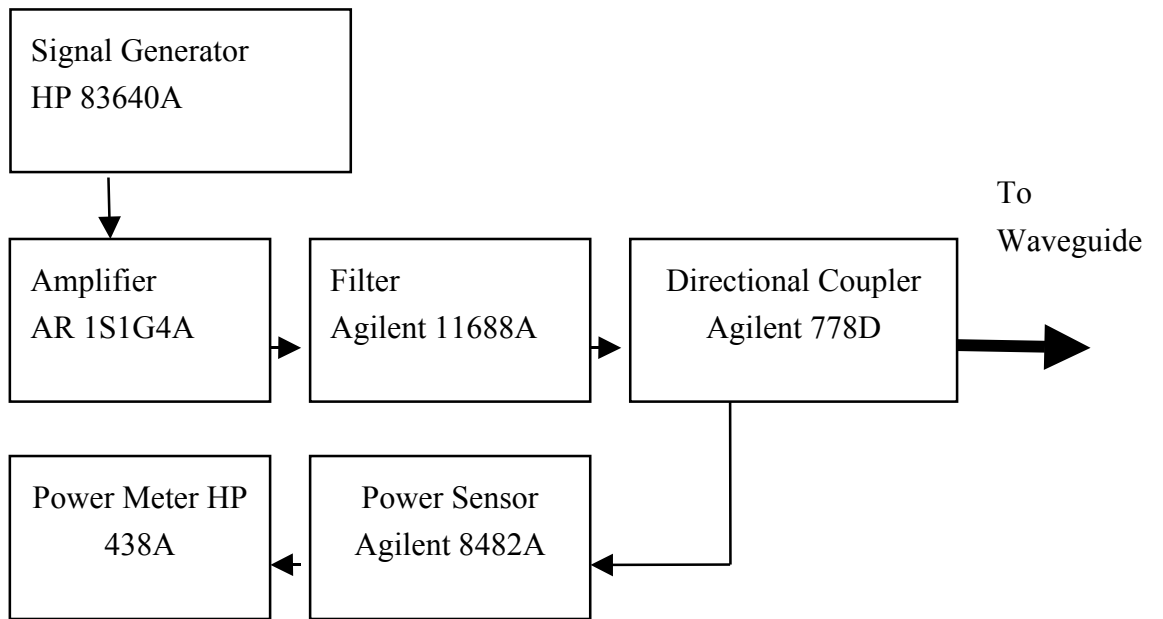 Signal Generator
HP 83640A
To
Waveguide
Amplifier
AR 1S1G4A
Filter
Agilent 11688A
Directional Coupler
Agilent 778D
Power Meter HP
438A
Power Sensor
Agilent 8482A